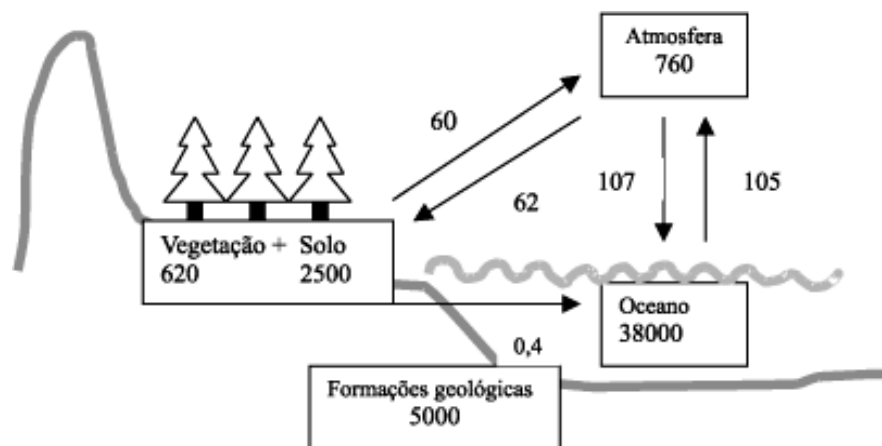 Atmosfera
760
60
62
107
105
Vegetação + Solo
620 2500
Oceano
38000
0,4
Formações geológicas
5000